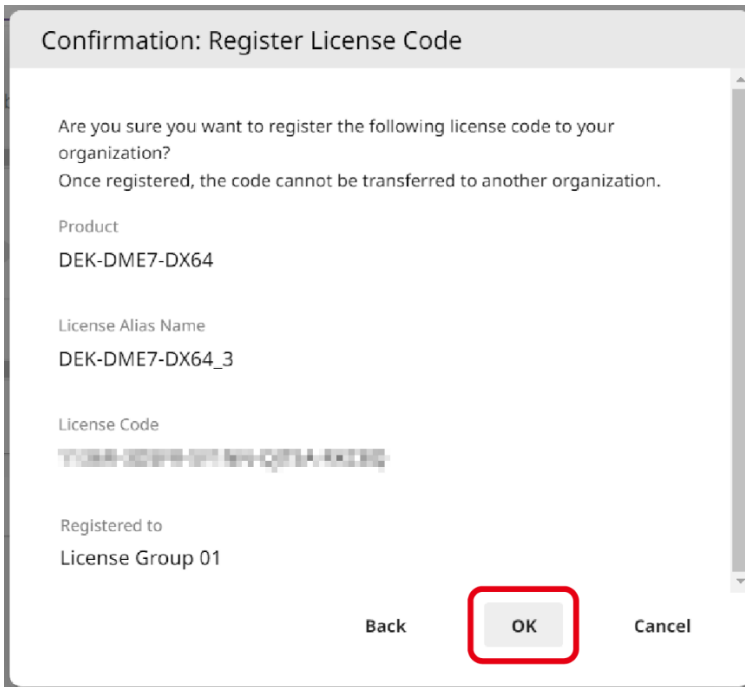 Confirmation: Register License Code
Are you sure you want to register the following license code to your
organization?
Once registered, the code cannot be transferred to another organization.
Product
DEK-DME7-DX64
License Alias Name
DEK-DME7-DX64_3
License Code
Registered to
License Group 01
Back OK Cancel